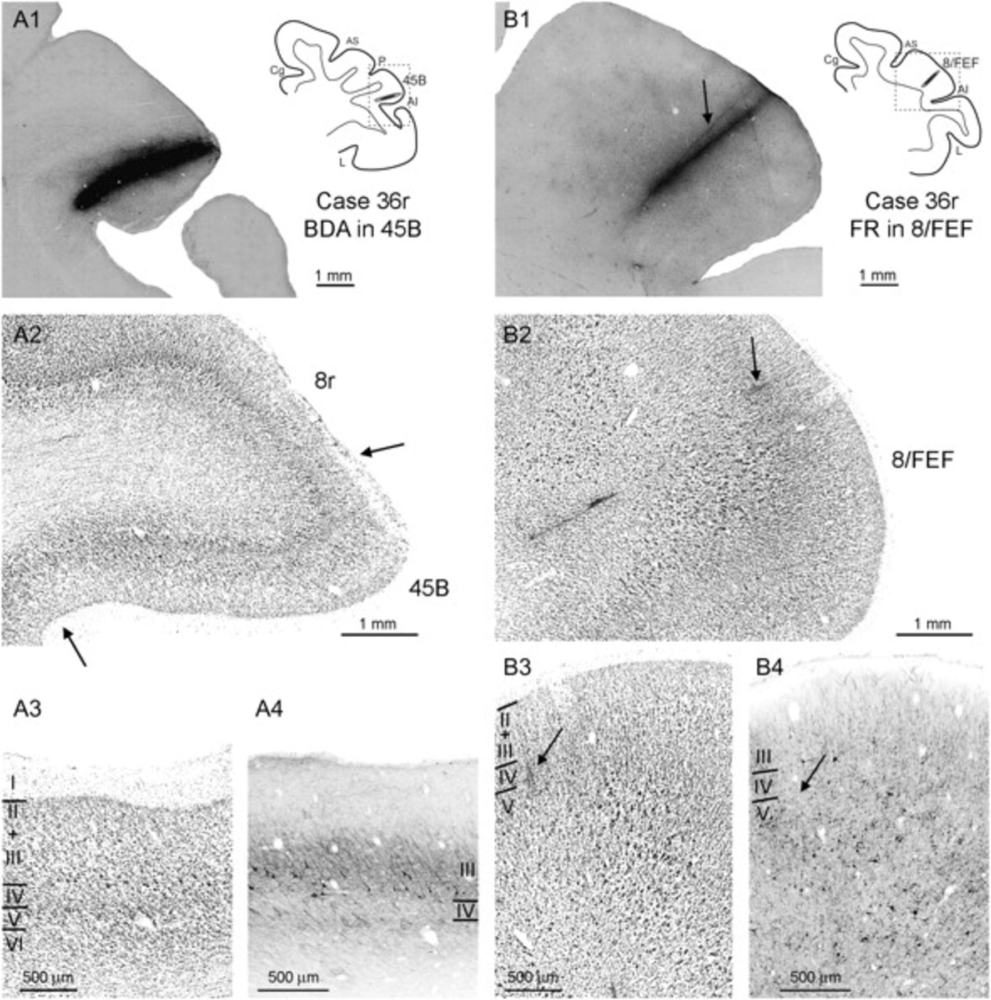 A1
AS
P
Cg
45B
AI
L
Case 36r
BDA in 45B
1 mm
B1
AS
Cg
8/FEF
AI
L
Case 36r
FR in 8/FEF
1 mm
A2
8r
45B
1 mm
B2
8/FEF
1 mm
A3
I
II
+
III
IV
V
VI
500 μm
A4
III
IV
500 μm
B3
II
+
III
IV
V
500 μm
B4
III
IV
V
500 μm